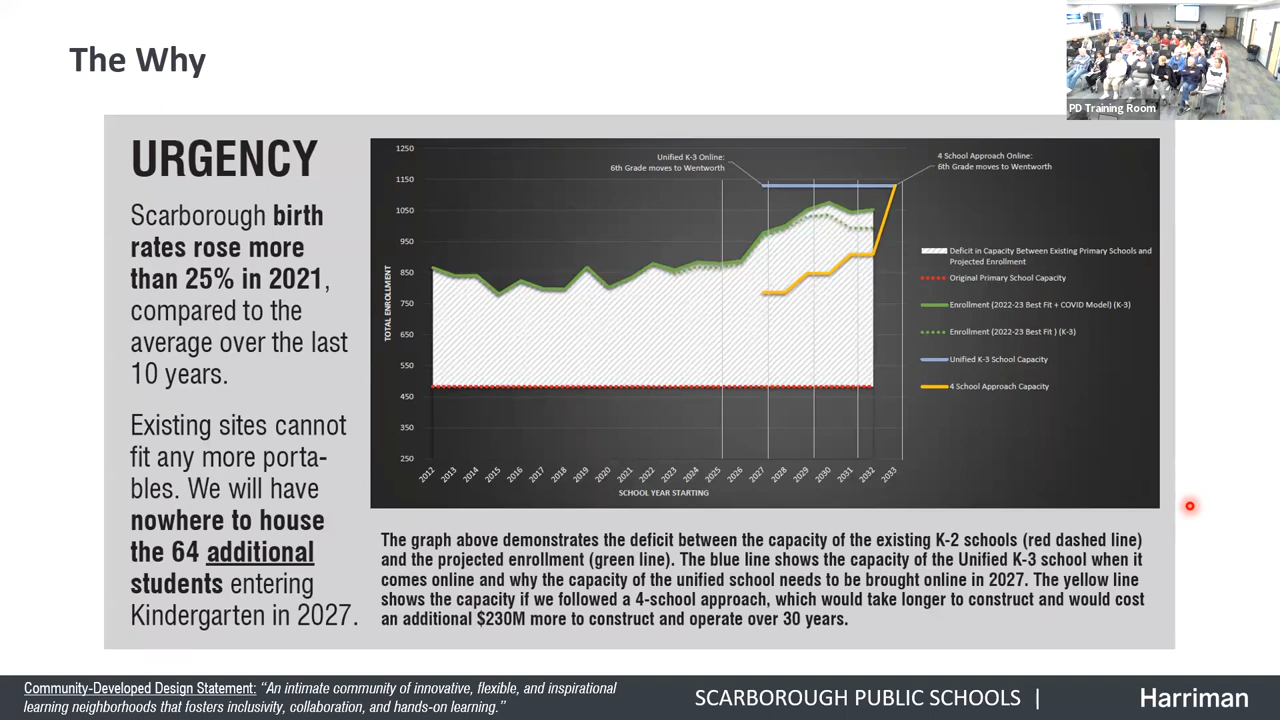 The Why
PD Training Room
URGENCY
Scarborough birth
rates rose more
than 25% in 2021,
compared to the
average over the last
10 years.
Existing sites cannot
fit any more porta-
bles. We will have
nowhere to house
the 64 additional
students entering
Kindergarten in 2027.
Unified K-3 Online:
6th Grade moves to Wentworth
4 School Approach Online:
6th Grade moves to Wentworth
TOTAL ENROLLMENT
1250
1150
1050
950
850
750
650
550
450
350
250
2012 2013 2014 2015 2016 2017 2018 2019 2020 2021 2022 2023 2024 2025 2026 2027 2028 2029 2030 2031 2032 2033
SCHOOL YEAR STARTING
Deficit in Capacity Between Existing Primary Schools and
Projected Enrollment
Original Primary School Capacity
Enrollment (2022-23 Best Fit + COVID Model) (K-3)
Enrollment (2022-23 Best Fit ) (K-3)
Unified K-3 School Capacity
4 School Approach Capacity
The graph above demonstrates the deficit between the capacity of the existing K-2 schools (red dashed line)
and the projected enrollment (green line). The blue line shows the capacity of the Unified K-3 school when it
comes online and why the capacity of the unified school needs to be brought online in 2027. The yellow line
shows the capacity if we followed a 4-school approach, which would take longer to construct and would cost
an additional $230M more to construct and operate over 30 years.
Community-Developed Design Statement: “An intimate community of innovative, flexible, and inspirational
learning neighborhoods that fosters inclusivity, collaboration, and hands-on learning.”
SCARBOROUGH PUBLIC SCHOOLS |
Harriman